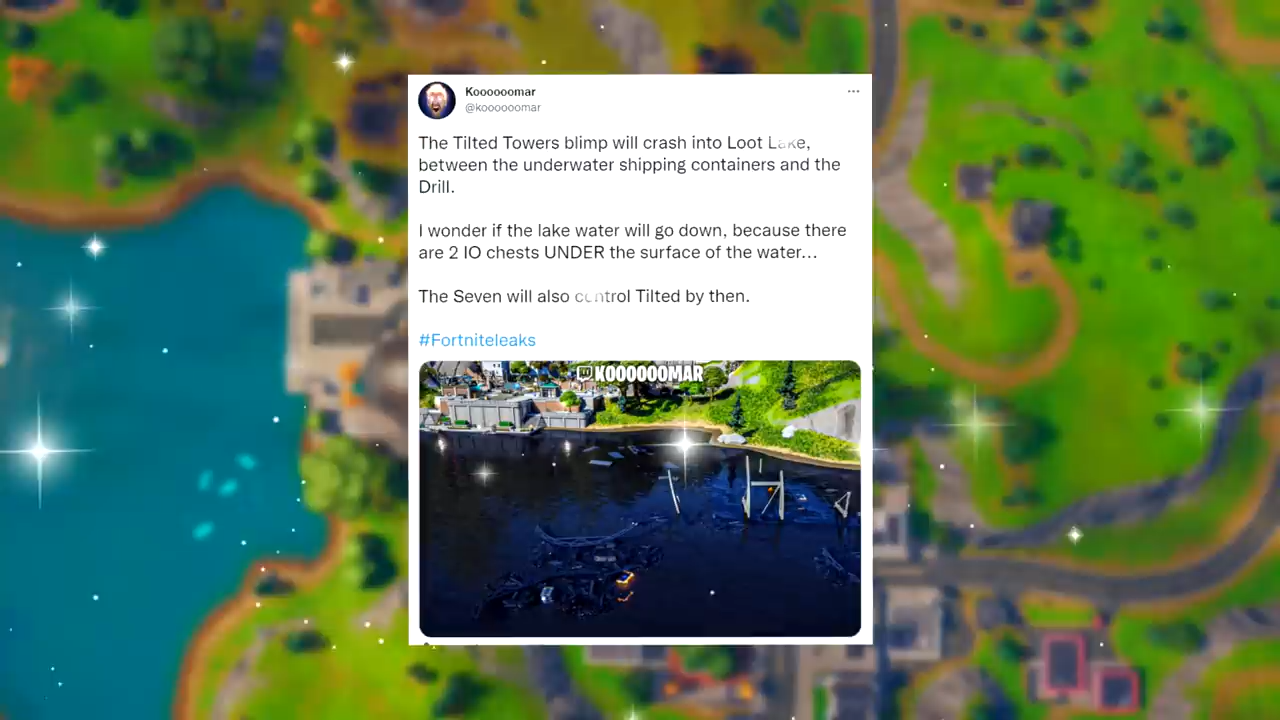 Koooooomar
@koooooomar
The Tilted Towers blimp will crash into Loot Lake,
between the underwater shipping containers and the
Drill.
I wonder if the lake water will go down, because there
are 2 IO chests UNDER the surface of the water...
The Seven will also control Tilted by then.
#Fortniteleaks
KOOOOOOMAR